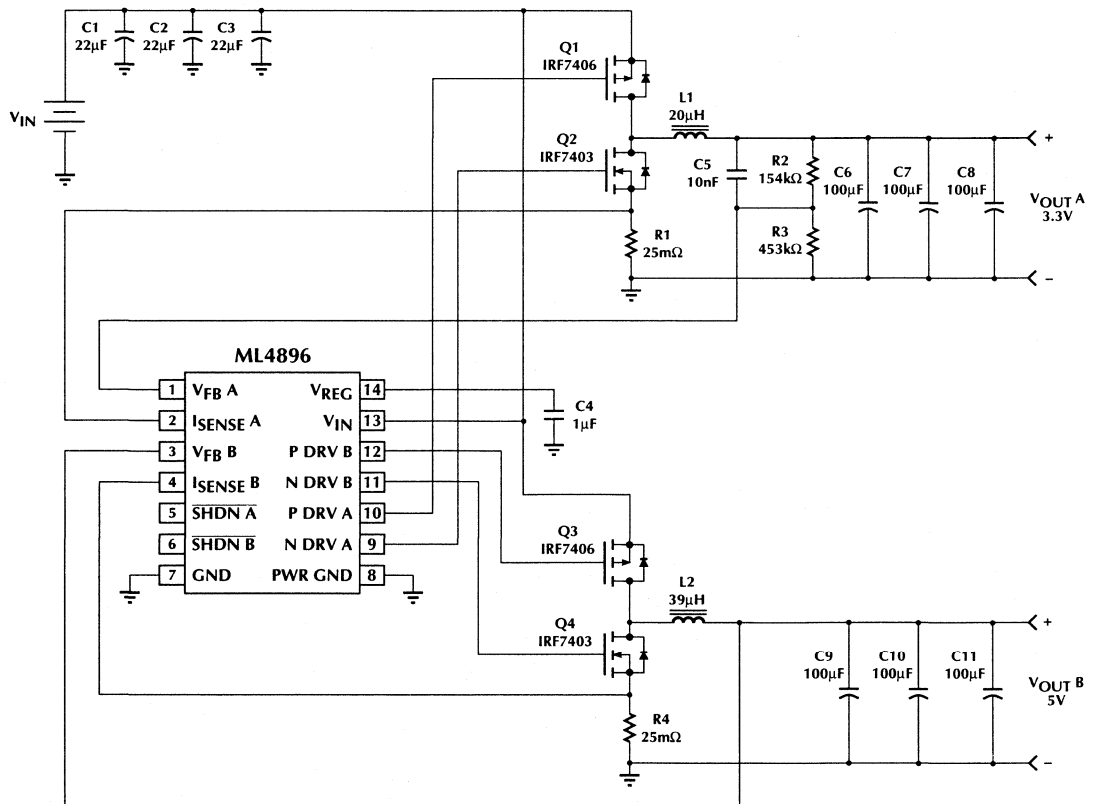 C1
22µF
C2
22µF
C3
22µF
VIN
Q1
IRF7406
L1
20µH
Q2
IRF7403
C5
10nF
R2
154kΩ
C6
100µF
C7
100µF
C8
100µF
+
VOUT A
3.3V
R1
25mΩ
R3
453kΩ
−
ML4896
1 VFB A VREG 14
2 ISENSE A VIN 13
3 VFB B P DRV B 12
4 ISENSE B N DRV B 11
5 SHDN A P DRV A 10
6 SHDN B N DRV A 9
7 GND PWR GND 8
C4
1µF
Q3
IRF7406
L2
39µH
Q4
IRF7403
C9
100µF
C10
100µF
C11
100µF
+
VOUT B
5V
R4
25mΩ
−